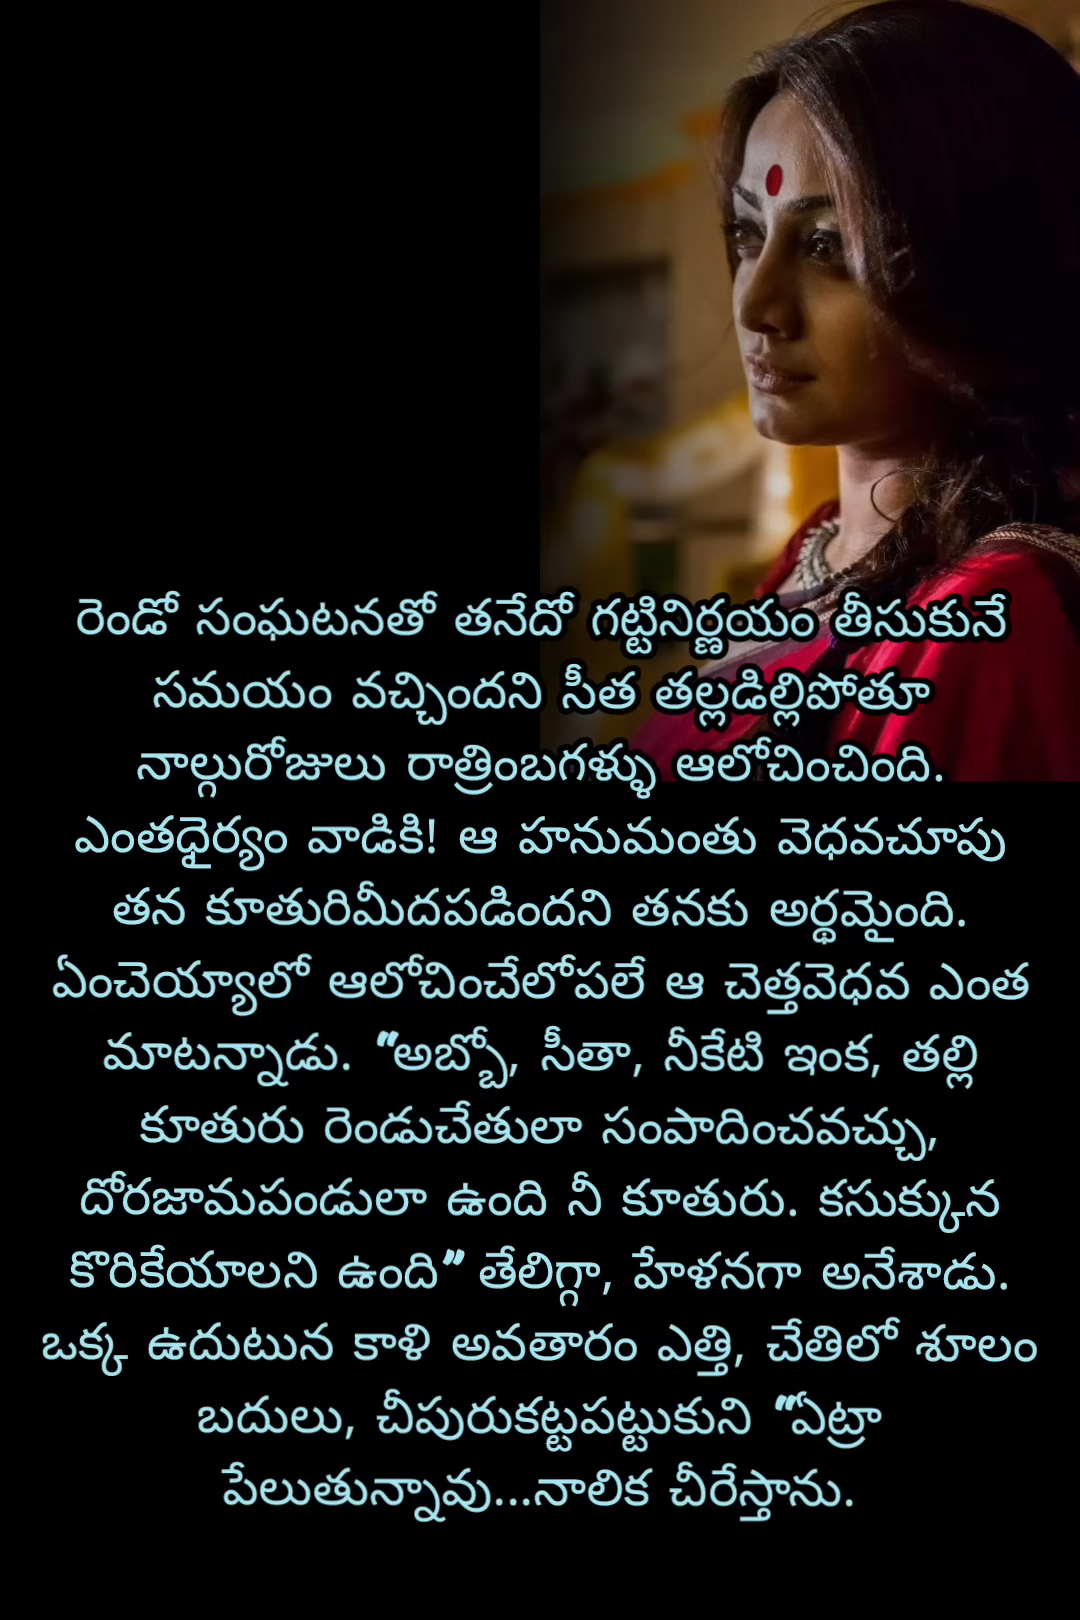 రెండో సంఘటనతో తనేదో గట్టినిర్ణయం తీసుకునే
సమయం వచ్చిందని సీత తల్లడిల్లిపోతూ
నాల్గురోజులు రాత్రింబగళ్ళు ఆలోచించింది.
ఎంతధైర్యం వాడికి! ఆ హనుమంతు వెధవచూపు
తన కూతురిమీదపడిందని తనకు అర్థమైంది.
ఏంచెయ్యాలో ఆలోచించేలోపలే ఆ చెత్తవెధవ ఎంత
మాటన్నాడు. "అబ్బో, సీతా, నీకేటి ఇంక, తల్లి
కూతురు రెండుచేతులా సంపాదించవచ్చు,
దోరజామపండులా ఉంది నీ కూతురు. కసుక్కున
కొరికేయాలని ఉంది" తేలిగ్గా, హేళనగా అనేశాడు.
ఒక్క ఉదుటున కాళి అవతారం ఎత్తి, చేతిలో శూలం
బదులు, చీపురుకట్టపట్టుకుని "ఏట్రా
పేలుతున్నావు...నాలిక చీరేస్తాను.